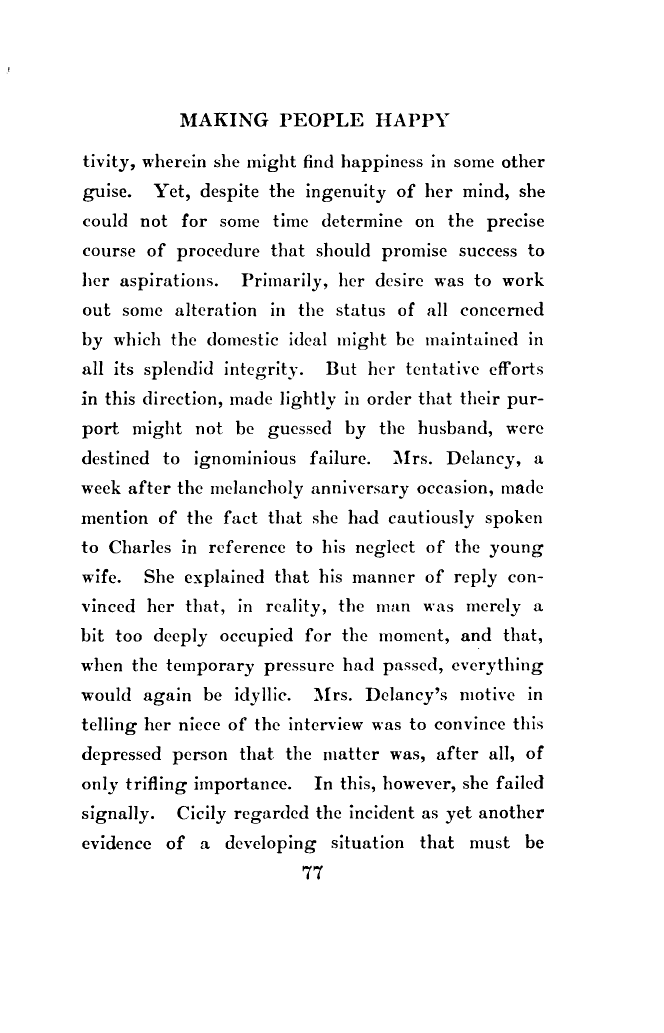 MAKING PEOPLE HAPPY
tivity, wherein she might find happiness in some other
guise. Yet, despite the ingenuity of her mind, she
could not for some time determine on the precise
course of procedure that should promise success to
her aspirations. Primarily, her desire was to work
out some alteration in the status of all concerned
by which the domestic ideal might be maintained in
all its splendid integrity. But her tentative efforts
in this direction, made lightly in order that their pur-
port might not be guessed by the husband, were
destined to ignominious failure. Mrs. Delancy, a
week after the melancholy anniversary occasion, made
mention of the fact that she had cautiously spoken
to Charles in reference to his neglect of the young
wife. She explained that his manner of reply con-
vinced her that, in reality, the man was merely a
bit too deeply occupied for the moment, and that,
when the temporary pressure had passed, everything
would again be idyllic. Mrs. Delancy's motive in
telling her niece of the interview was to convince this
depressed person that the matter was, after all, of
only trifling importance. In this, however, she failed
signally. Cicily regarded the incident as yet another
evidence of a developing situation that must be
77